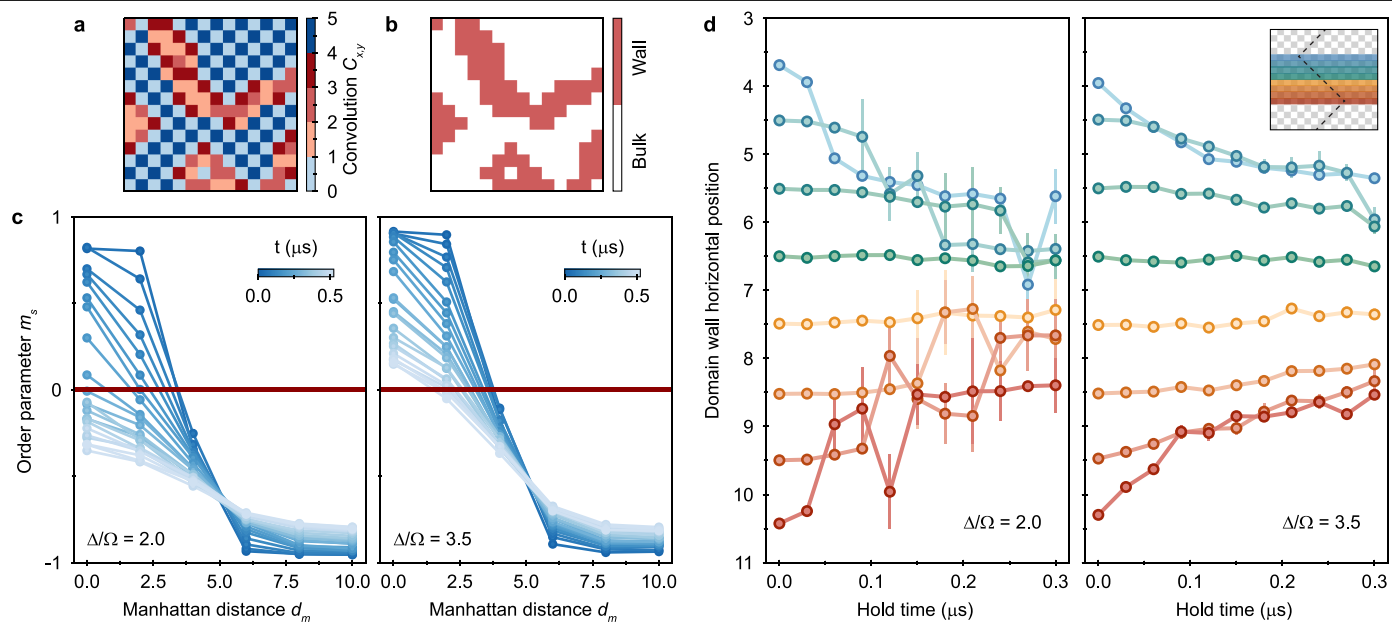 a
5
4
3
2
1
0
Convolution C x,y
b
Wall
Bulk
c
1
0
-1
Order parameter m s
t (μs)
0.0 0.5
Δ/Ω = 2.0
0.0 2.5 5.0 7.5 10.0
Manhattan distance d m
t (μs)
0.0 0.5
Δ/Ω = 3.5
0.0 2.5 5.0 7.5 10.0
Manhattan distance d m
d
3
4
5
6
7
8
9
10
11
Domain wall horizontal position
Δ/Ω = 2.0
0.0 0.1 0.2 0.3
Hold time (μs)
Δ/Ω = 3.5
0.0 0.1 0.2 0.3
Hold time (μs)